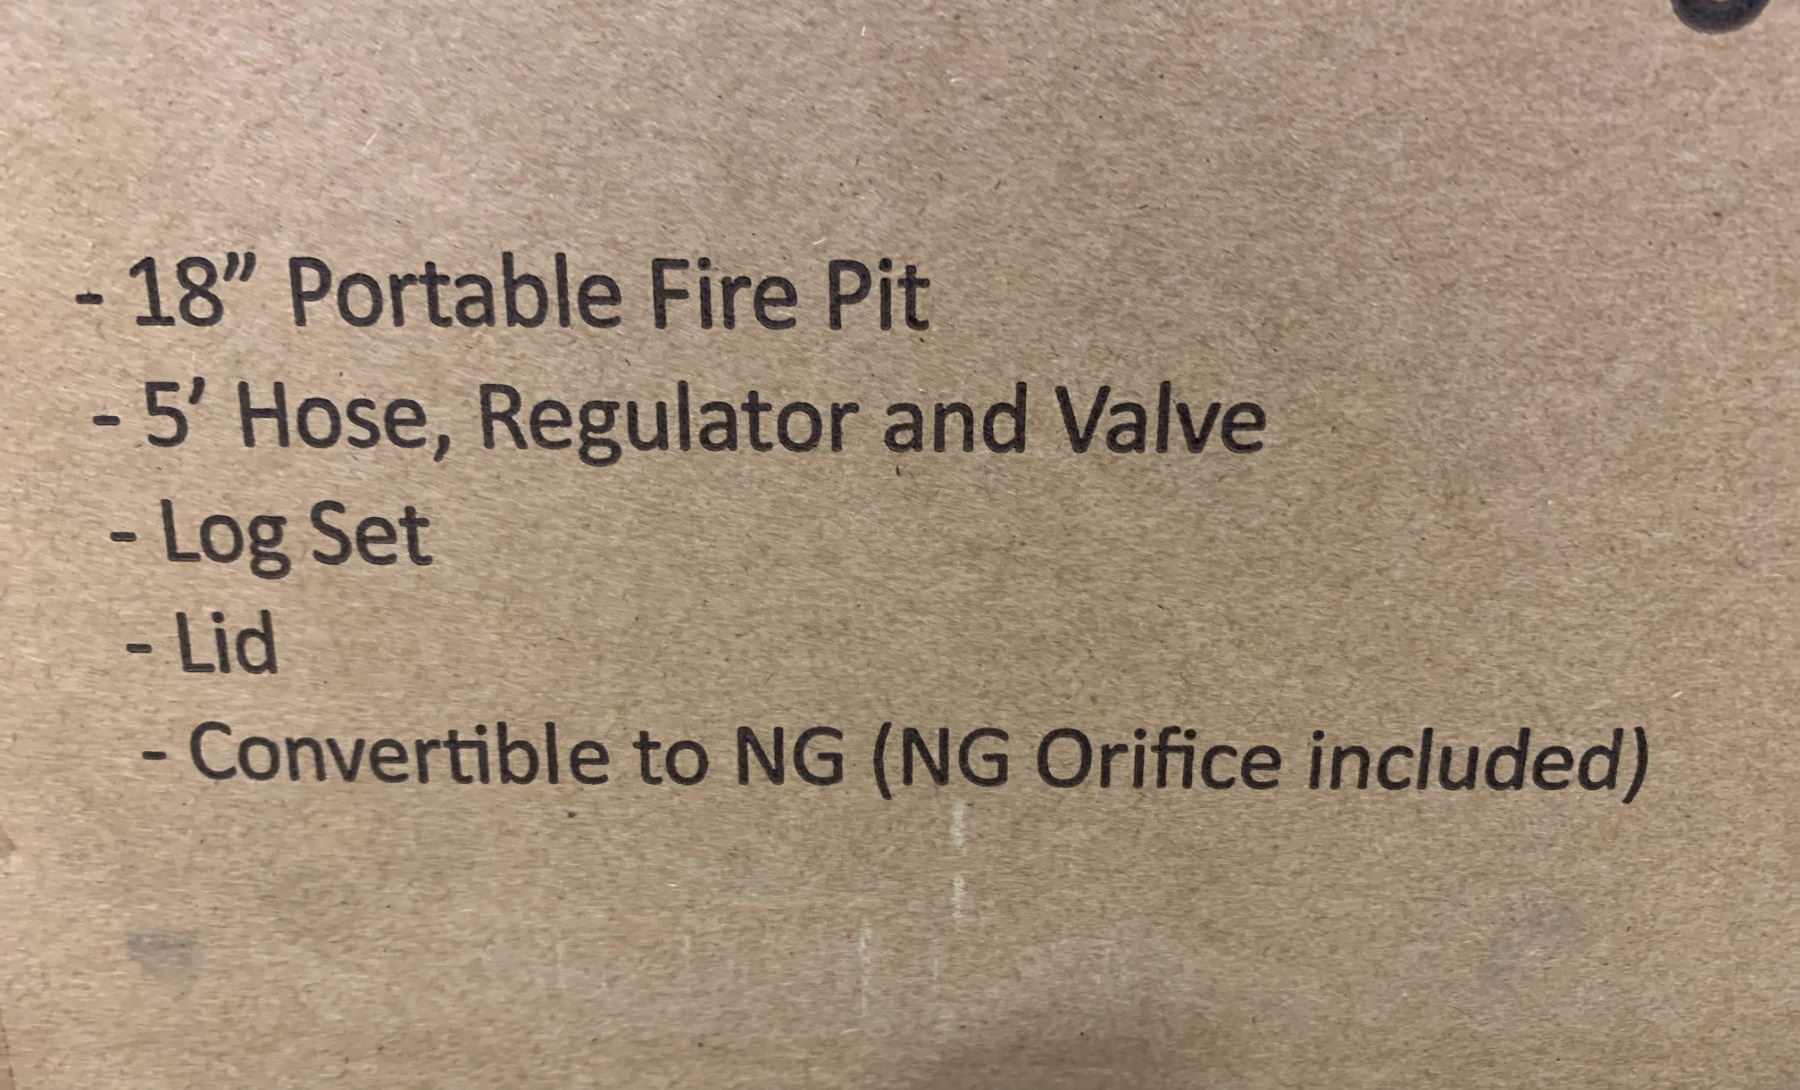 - 18” Portable Fire Pit
- 5’ Hose, Regulator and Valve
- Log Set
- Lid
- Convertible to NG (NG Orifice included)